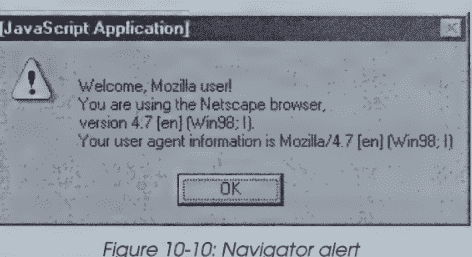 [JavaScript Application]
Welcome, Mozilla user!
You are using the Netscape browser,
version 4.7 [en] (Win98; I).
Your user agent information is Mozilla/4.7 [en] (Win98; I)
OK
Figure 10-10: Navigator alert